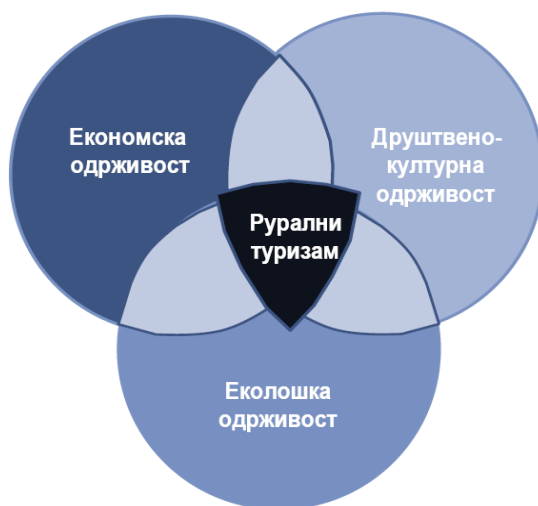 Економска
одрживост
Друштвено-
културна
одрживост
Рурални
туризам
Еколошка
одрживост